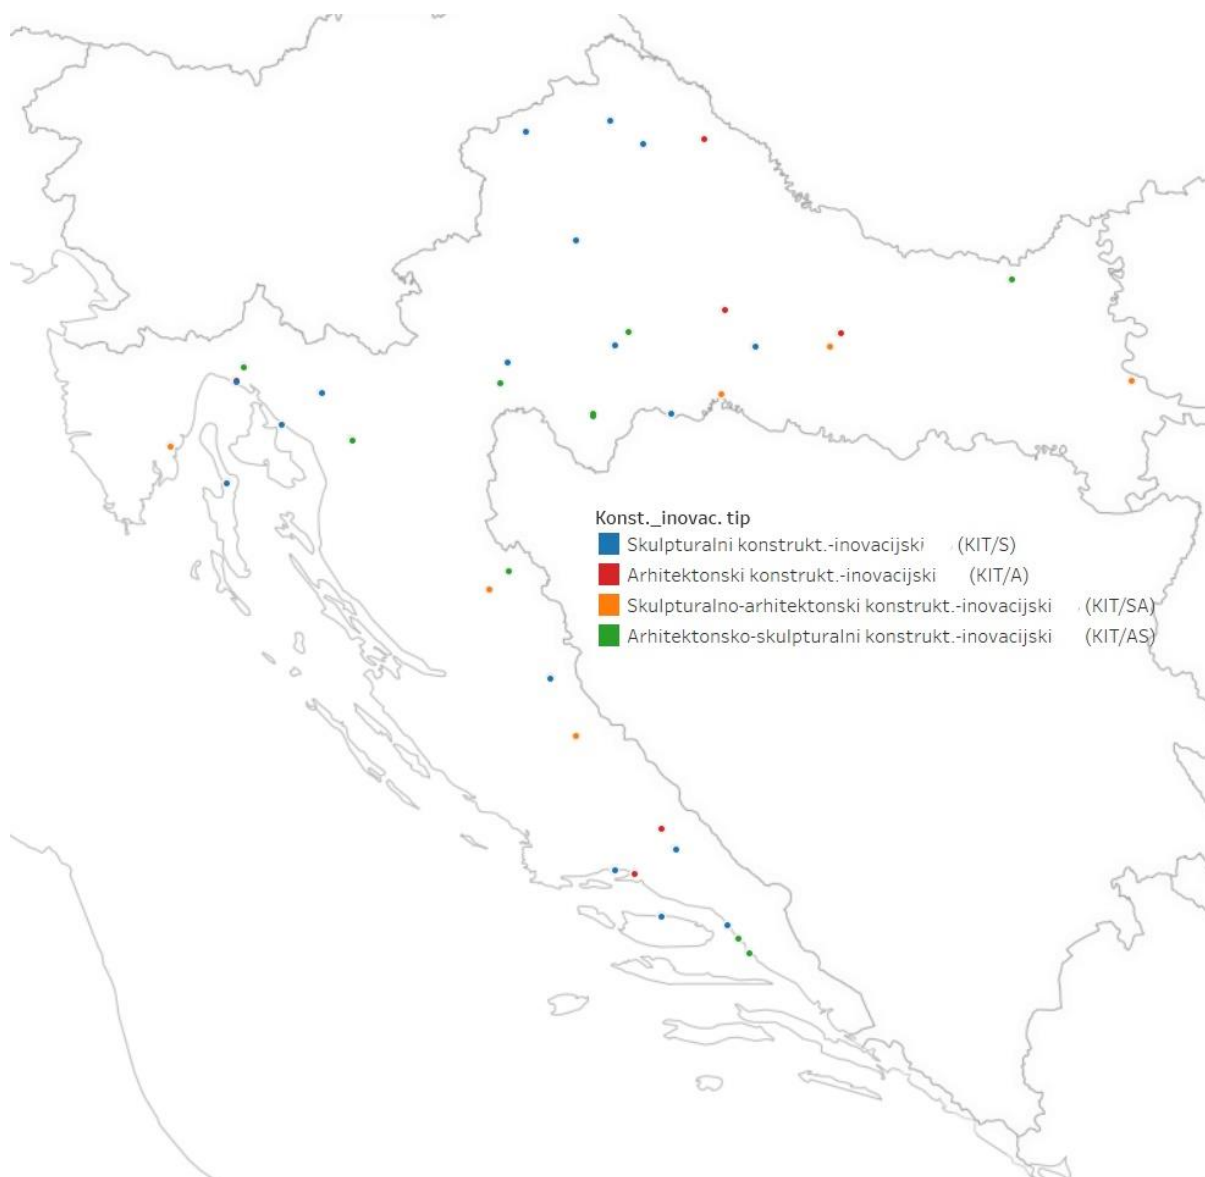 Konst._inovac. tip
Skulpturalni konstrukt.-inovacijski (KIT/S)
Arhitektonski konstrukt.-inovacijski (KIT/A)
Skulpturalno-arhitektonski konstrukt.-inovacijski (KIT/SA)
Arhitektonsko-skulpturalni konstrukt.-inovacijski (KIT/AS)